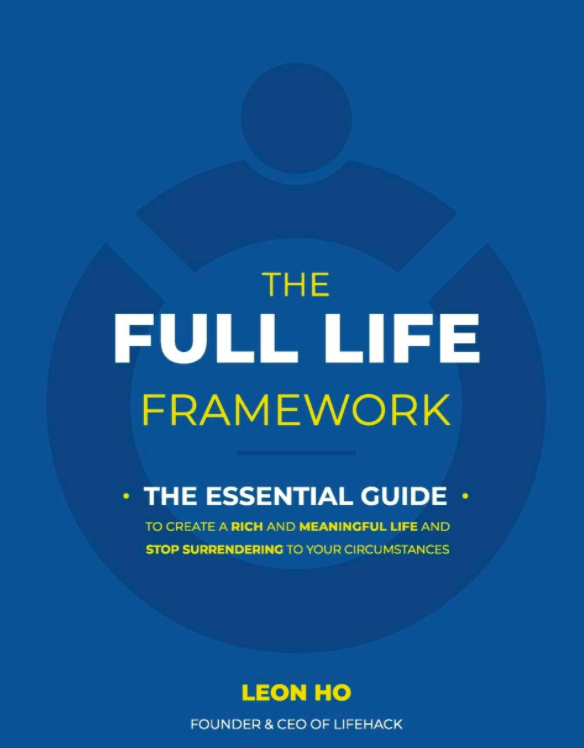 THE
FULL LIFE
FRAMEWORK
• THE ESSENTIAL GUIDE •
TO CREATE A RICH AND MEANINGFUL LIFE AND
STOP SURRENDERING TO YOUR CIRCUMSTANCES
LEON HO
FOUNDER & CEO OF LIFEHACK